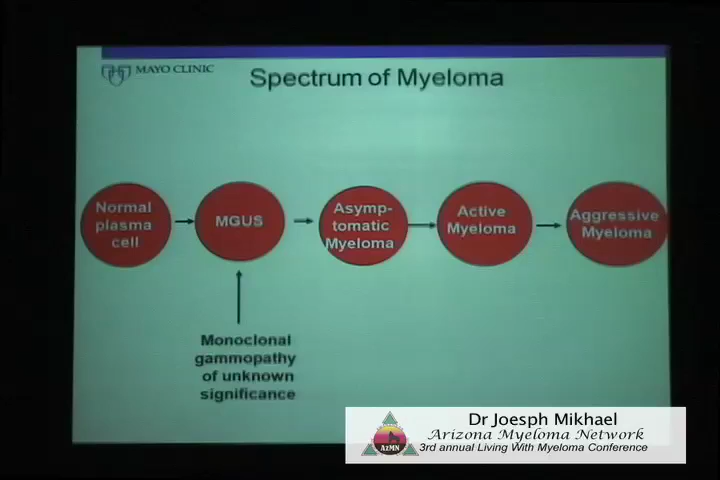 MAYO CLINIC
Spectrum of Myeloma
Normal
plasma
cell
MGUS
Asymp-
tomatic
Myeloma
Active
Myeloma
Aggressive
Myeloma
Monoclonal
gammopathy
of unknown
significance
Dr Joesph Mikhael
Arizona Myeloma Network
3rd annual Living With Myeloma Conference
AzMN